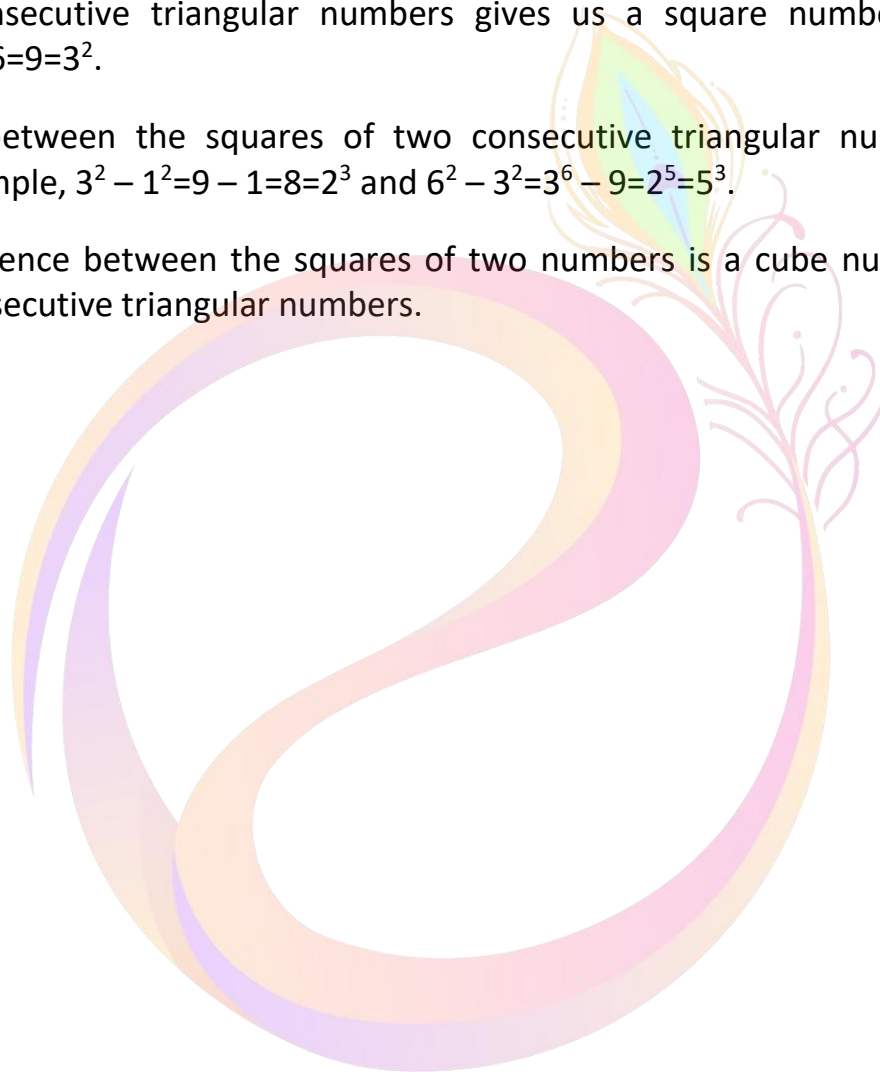 nsecutive triangular numbers gives us a square numbe
6=9=3².
between the squares of two consecutive triangular nu
mple, 3² – 1²=9 – 1=8=2³ and 6² – 3²=3⁶ – 9=2⁵=5³.
ence between the squares of two numbers is a cube nu
secutive triangular numbers.